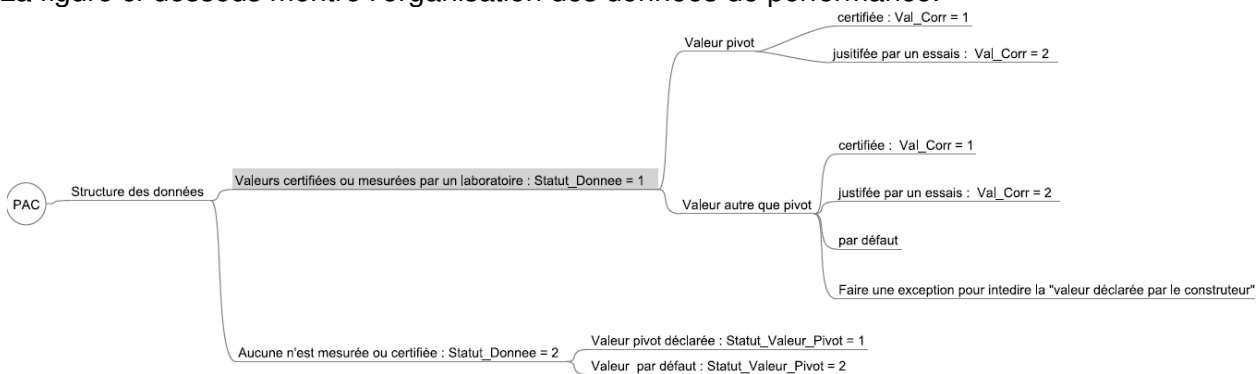 La figure ci-dessous montre l'organisation des données de performance.
certifiée : Val_Corr = 1
Valeur pivot
jusitifée par un essais : Val_Corr = 2
certifiée : Val_Corr = 1
Valeurs certifiées ou mesurées par un laboratoire : Statut_Donnee = 1
Structure des données
justifée par un essais : Val_Corr = 2
PAC
Valeur autre que pivot
par défaut
Faire une exception pour intedire la "valeur déclarée par le construteur"
Valeur pivot déclarée : Statut_Valeur_Pivot = 1
Aucune n'est mesurée ou certifiée : Statut_Donnee = 2
Valeur par défaut : Statut_Valeur_Pivot = 2